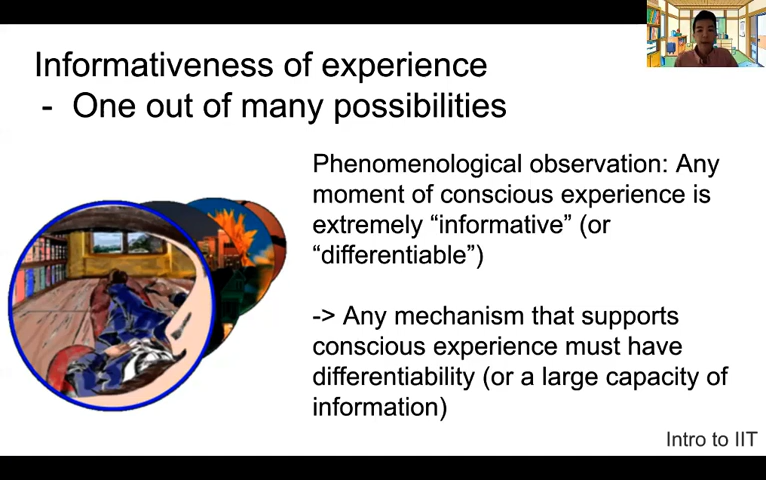 Informativeness of experience
- One out of many possibilities
Phenomenological observation: Any
moment of conscious experience is
extremely “informative” (or
“differentiable”)
-> Any mechanism that supports
conscious experience must have
differentiability (or a large capacity of
information)
Intro to IIT